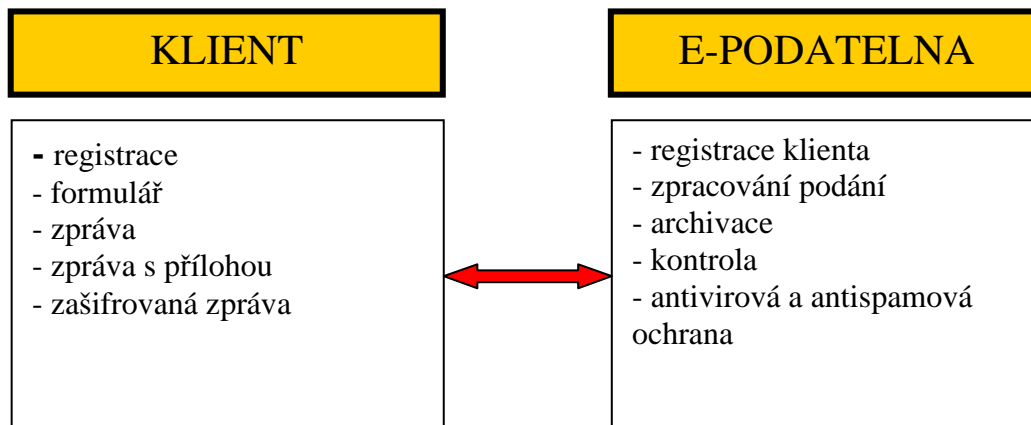 KLIENT
- registrace
- formulář
- zpráva
- zpráva s přílohou
- zašifrovaná zpráva
E-PODATELNA
- registrace klienta
- zpracování podání
- archivace
- kontrola
- antivirová a antispamová
ochrana